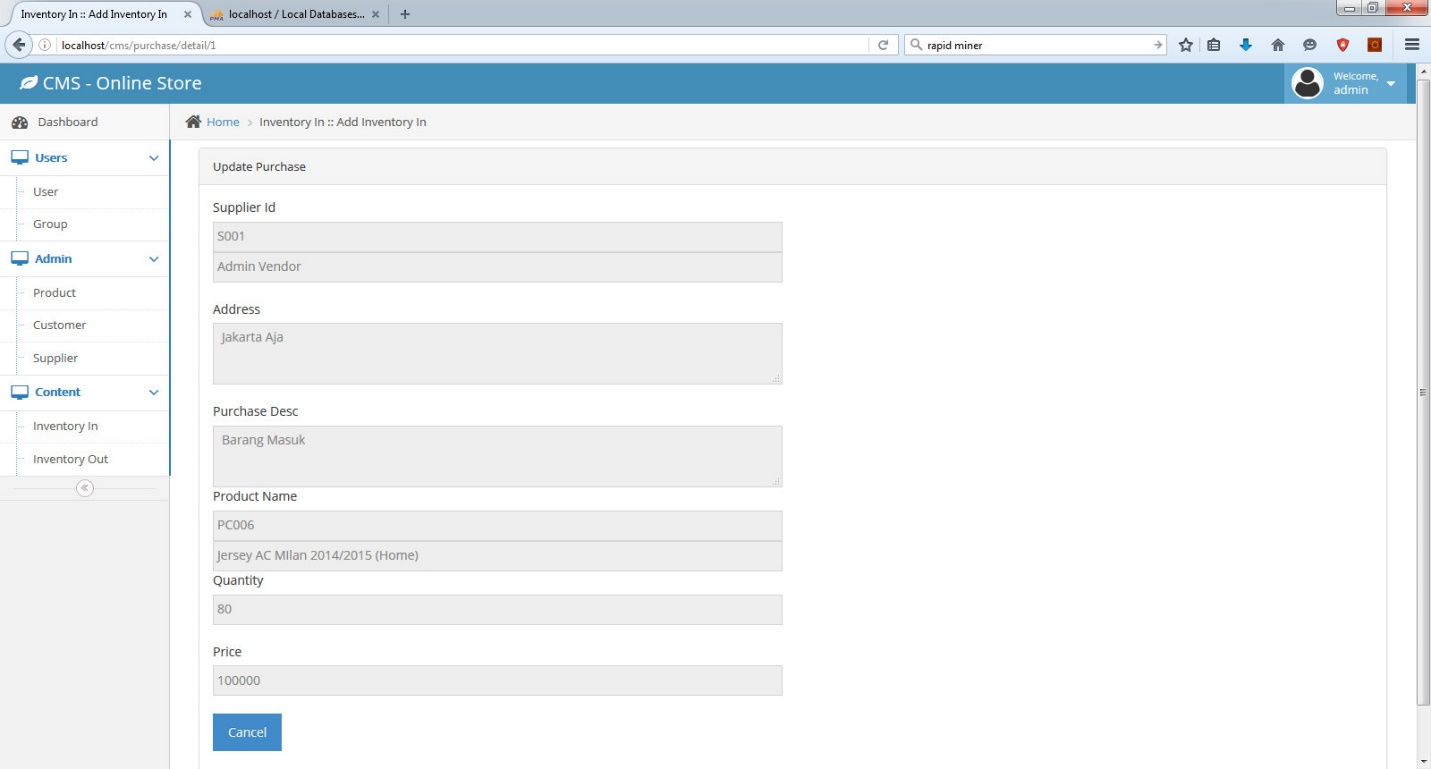 Inventory In :: Add Inventory In
localhost / Local Databases...
localhost/cms/purchase/detail/1
rapid miner
CMS - Online Store
Welcome,
admin
Dashboard
Home > Inventory In :: Add Inventory In
Users
User
Group
Admin
Product
Customer
Supplier
Content
Inventory In
Inventory Out
Update Purchase
Supplier Id
S001
Admin Vendor
Address
Jakarta Aja
Purchase Desc
Barang Masuk
Product Name
PC006
Jersey AC MIlan 2014/2015 (Home)
Quantity
80
Price
100000
Cancel